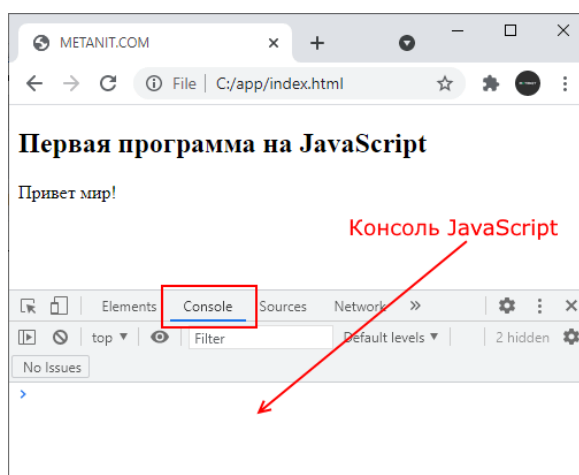 METANIT.COM
File | C:/app/index.html
Первая программа на JavaScript
Привет мир!
Консоль JavaScript
Elements Console Sources Network »
top ▼ Filter Default levels ▼ 2 hidden
No Issues
>